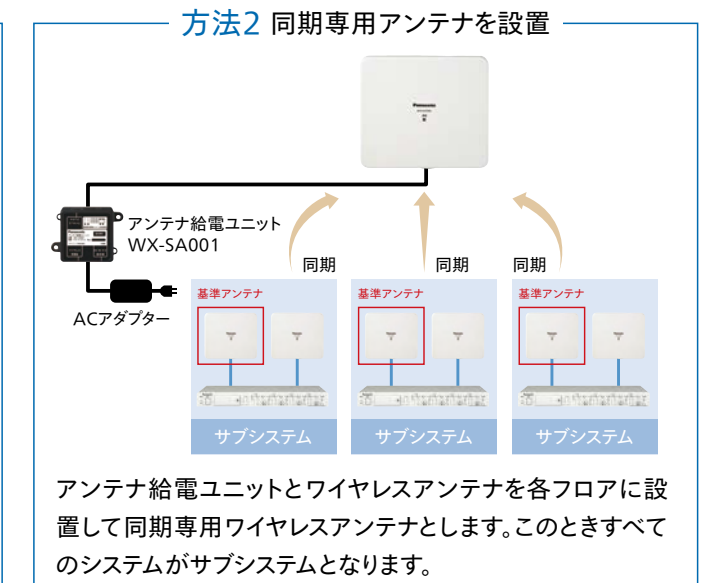 方法2 同期専用アンテナを設置
Panasonic
アンテナ給電ユニット
WX-SA001
ACアダプター
同期
同期
同期
基準アンテナ
基準アンテナ
基準アンテナ
サブシステム
サブシステム
サブシステム
アンテナ給電ユニットとワイヤレスアンテナを各フロアに設
置して同期専用ワイヤレスアンテナとします。このときすべて
のシステムがサブシステムとなります。